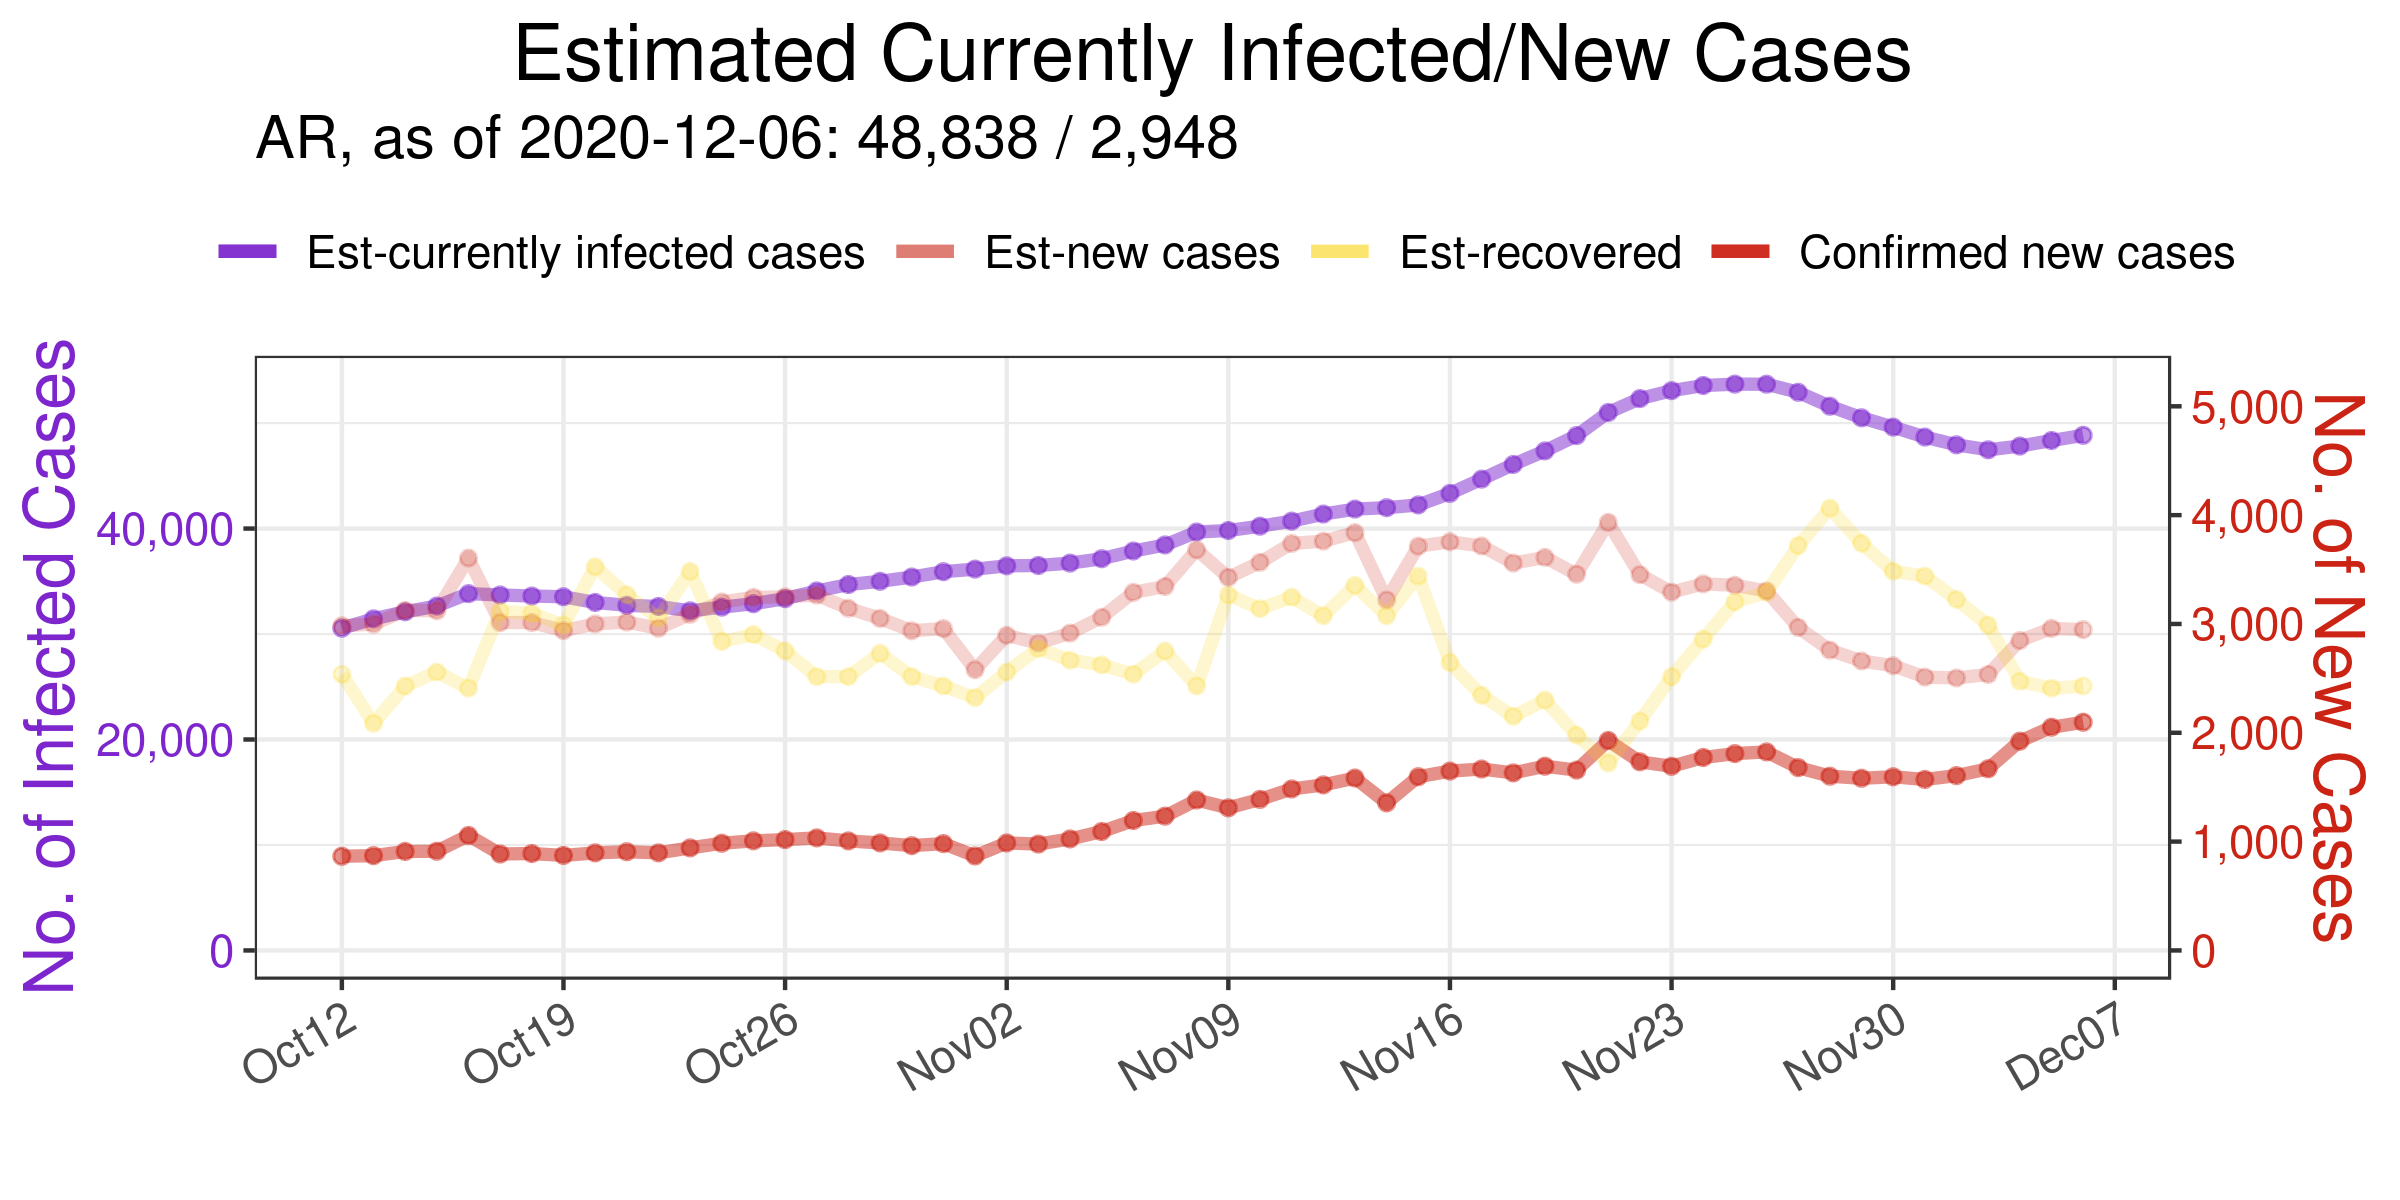 Estimated Currently Infected/New Cases
AR, as of 2020-12-06: 48,838 / 2,948
Est-currently infected cases
Est-new cases
Est-recovered
Confirmed new cases
No. of Infected Cases
40,000
20,000
0
5,000
4,000
3,000
2,000
1,000
0
No. of New Cases
Oct12
Oct19
Oct26
Nov02
Nov09
Nov16
Nov23
Nov30
Dec07